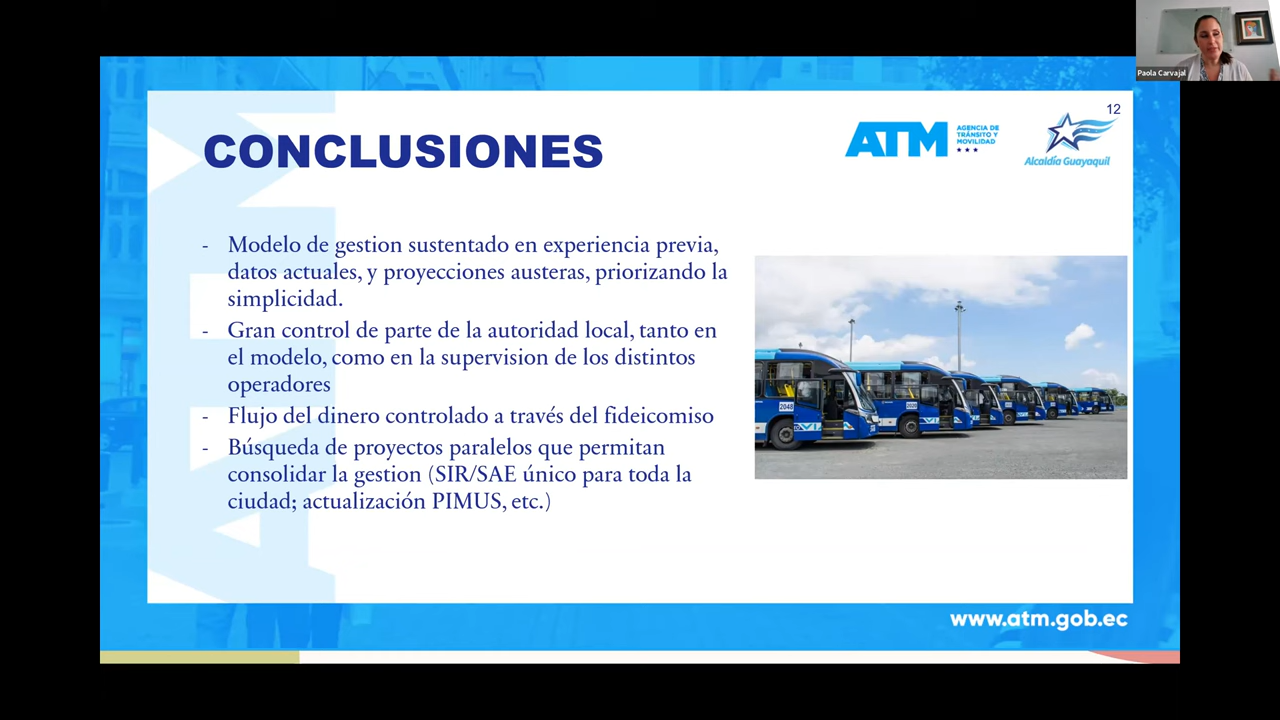 Paola Carvajal
12
CONCLUSIONES
ATM
AGENCIA DE
TRÁNSITO Y
MOVILIDAD
Alcaldía Guayaquil
- Modelo de gestion sustentado en experiencia previa,
datos actuales, y proyecciones austeras, priorizando la
simplicidad.
- Gran control de parte de la autoridad local, tanto en
el modelo, como en la supervision de los distintos
operadores
- Flujo del dinero controlado a través del fideicomiso
- Búsqueda de proyectos paralelos que permitan
consolidar la gestion (SIR/SAE único para toda la
ciudad; actualización PIMUS, etc.)
2048
www.atm.gob.ec